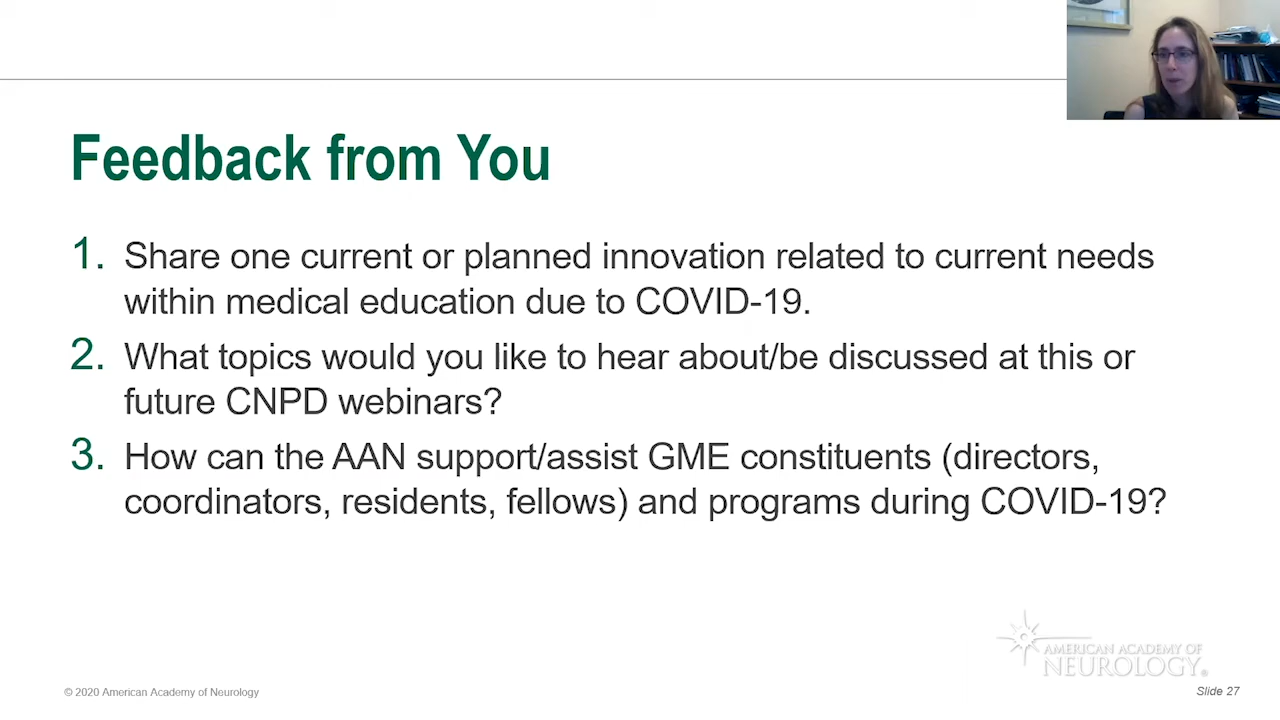 Feedback from You
1. Share one current or planned innovation related to current needs
within medical education due to COVID-19.
2. What topics would you like to hear about/be discussed at this or
future CNPD webinars?
3. How can the AAN support/assist GME constituents (directors,
coordinators, residents, fellows) and programs during COVID-19?
AMERICAN ACADEMY OF
NEUROLOGY®
© 2020 American Academy of Neurology
Slide 27